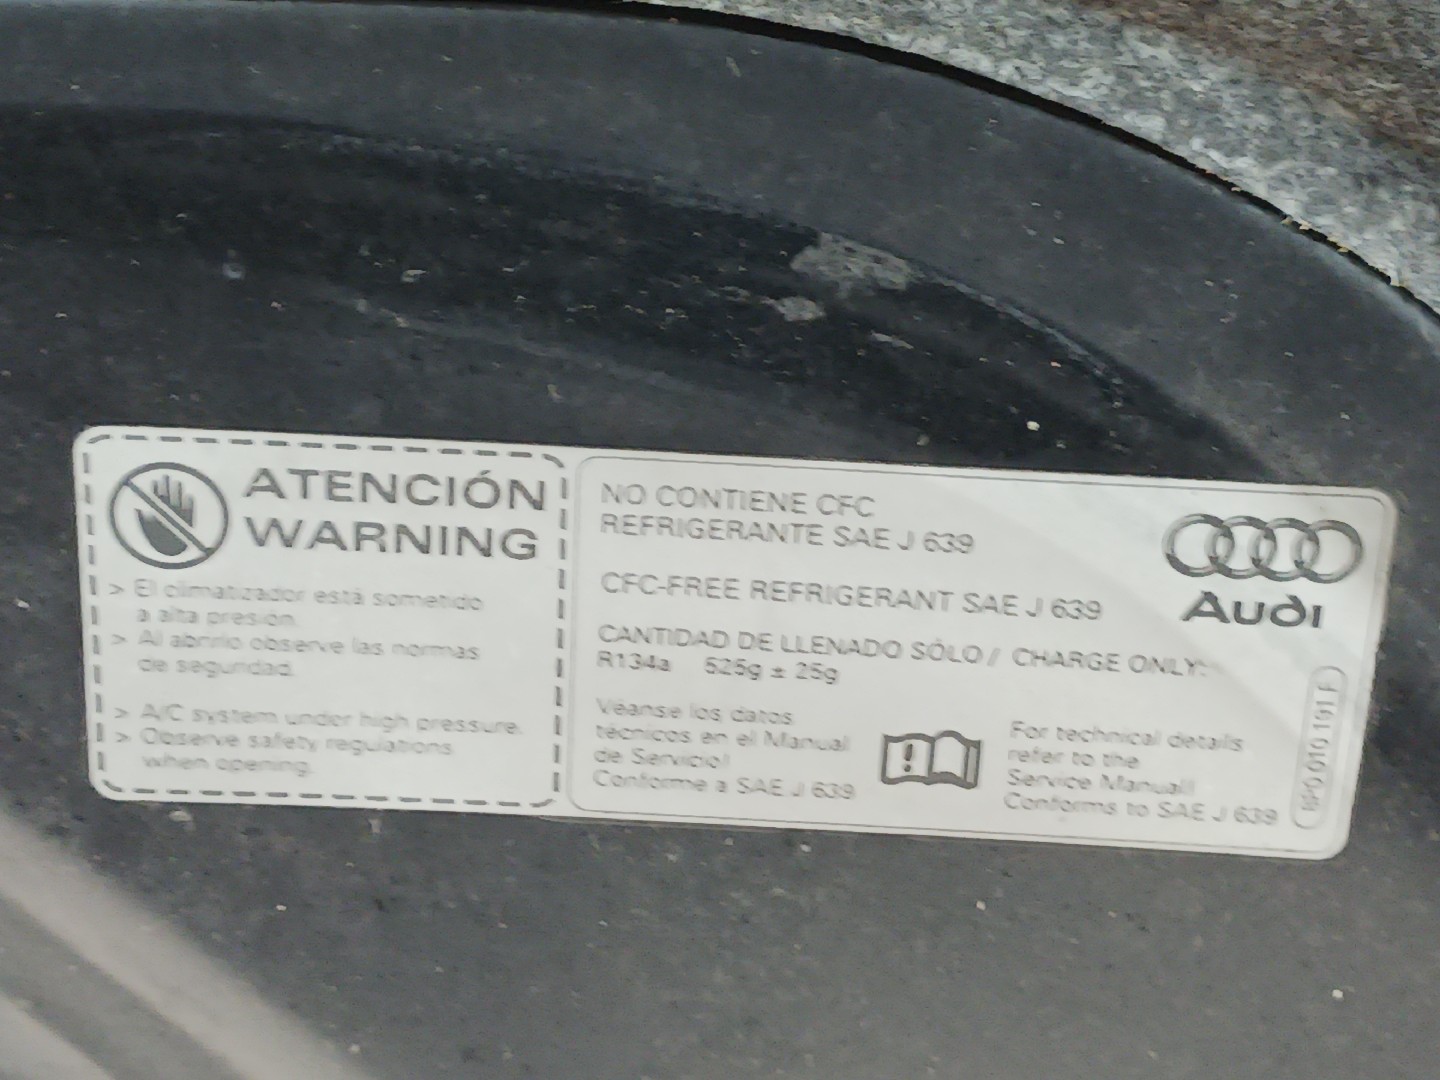 ATENCIÓN
WARNING
> El climatizador está sometido
a alta presión.
> Al abrirlo observe las normas
de seguridad.
> A/C system under high pressure.
> Observe safety regulations
when opening.
NO CONTIENE CFC
REFRIGERANTE SAE J 639
CFC-FREE REFRIGERANT SAE J 639
CANTIDAD DE LLENADO SÓLO / CHARGE ONLY:
R134a 525g ± 25g
Véanse los datos
técnicos en el Manual
de Servicio!
Conforme a SAE J 639
For technical details
refer to the
Service Manual!
Conforms to SAE J 639
Audi
8P0 010 191 F